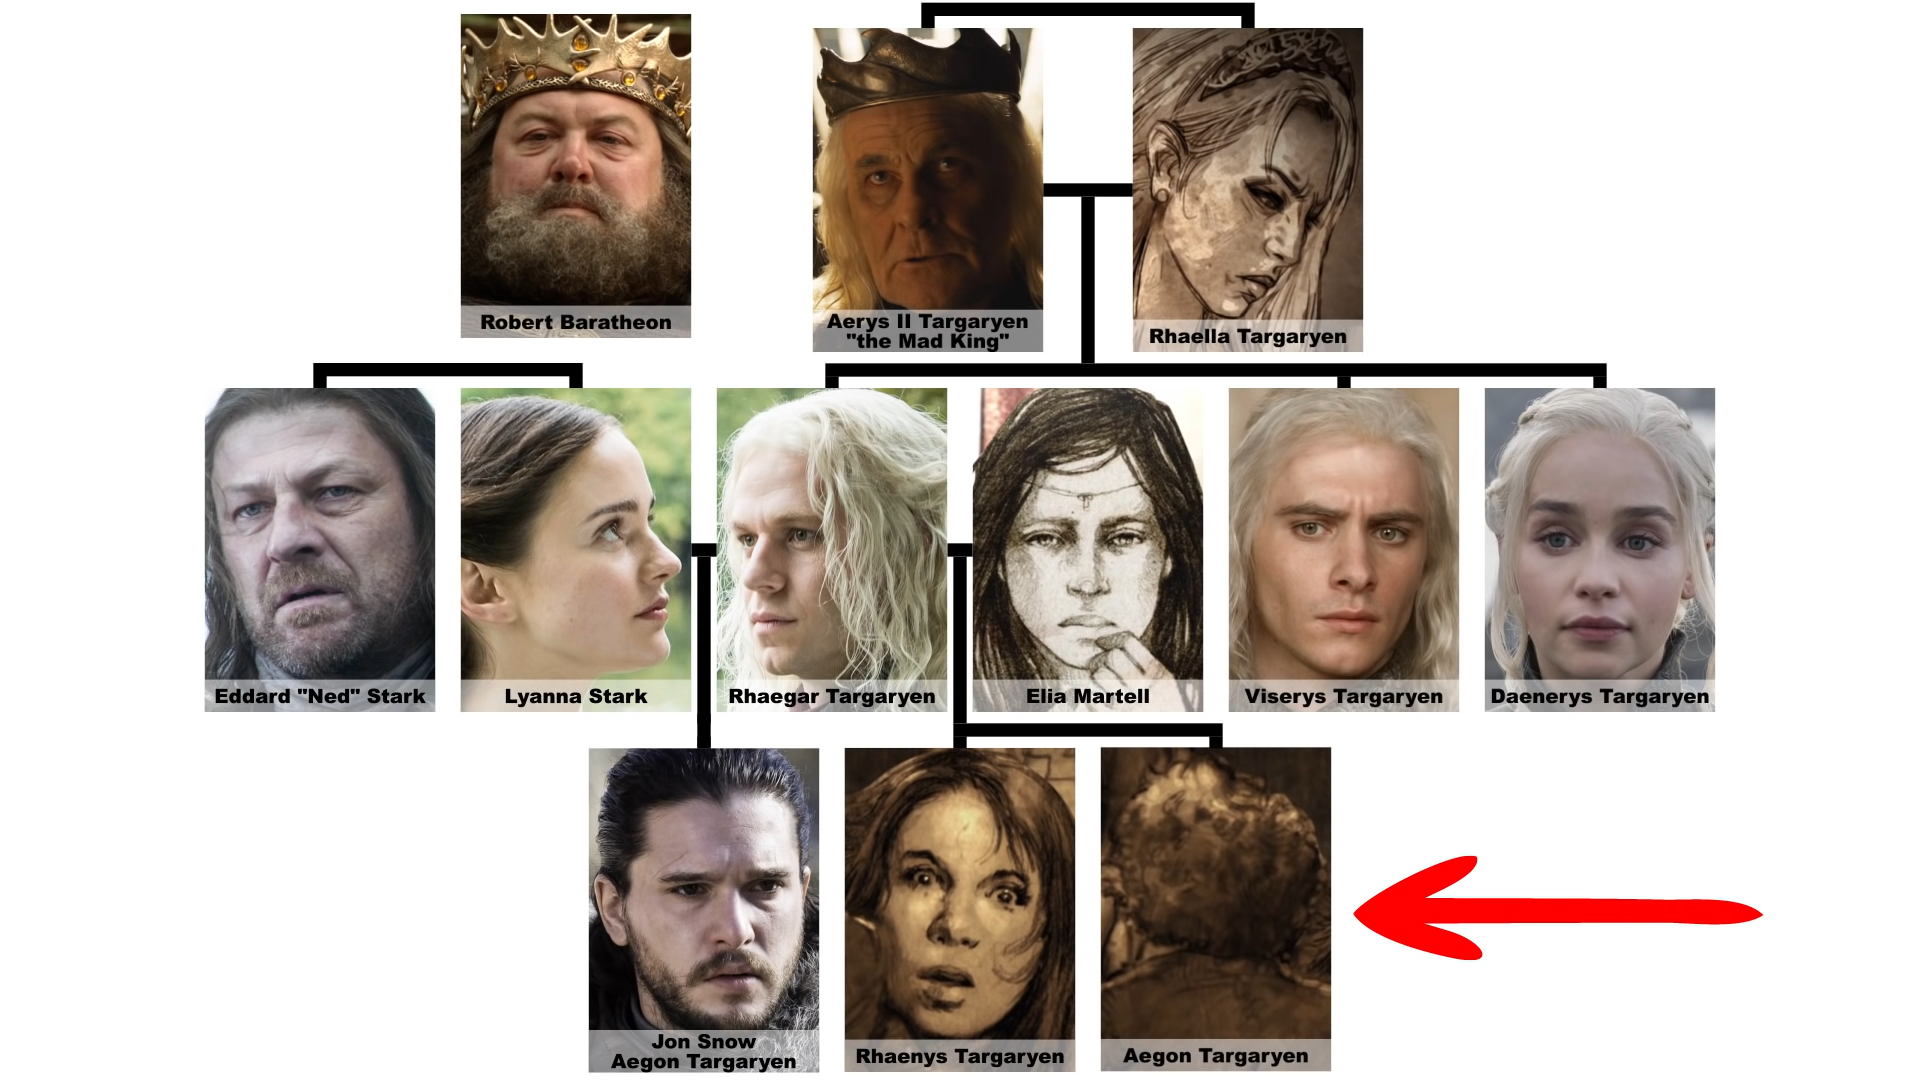 Robert Baratheon
Aerys II Targaryen
"the Mad King"
Rhaella Targaryen
Eddard "Ned" Stark
Lyanna Stark
Rhaegar Targaryen
Elia Martell
Viserys Targaryen
Daenerys Targaryen
Jon Snow
Aegon Targaryen
Rhaenys Targaryen
Aegon Targaryen